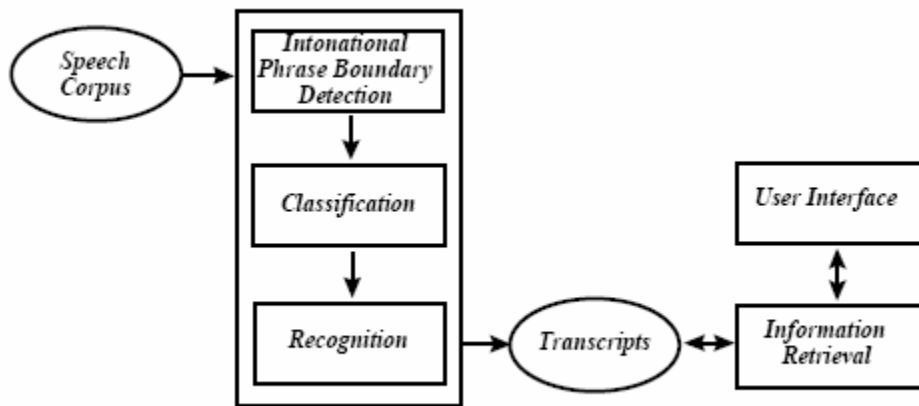 Speech
Corpus
Intonational
Phrase Boundary
Detection
Classification
Recognition
Transcripts
User Interface
Information
Retrieval